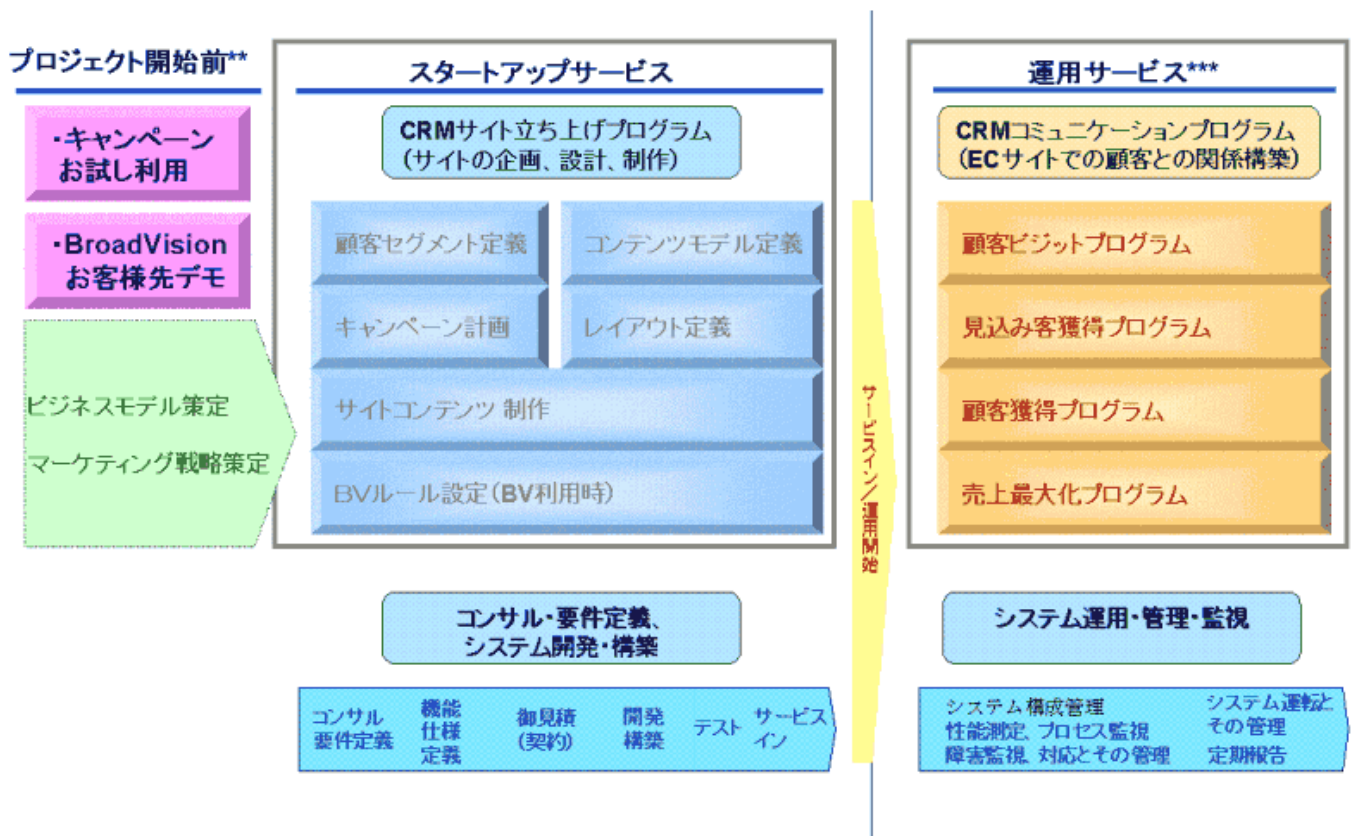 プロジェクト開始前**
・キャンペーン
お試し利用
・BroadVision
お客様先デモ
ビジネスモデル策定
マーケティング戦略策定
スタートアップサービス
CRMサイト立ち上げプログラム
(サイトの企画、設計、制作)
顧客セグメント定義
コンテンツモデル定義
キャンペーン計画
レイアウト定義
サイトコンテンツ 制作
BVルール設定(BV利用時)
コンサル・要件定義、
システム開発・構築
コンサル
要件定義
機能
仕様
定義
御見積
(契約)
開発
構築
テスト
サービス
イン
サービスイン/運用開始
運用サービス***
CRMコミュニケーションプログラム
(ECサイトでの顧客との関係構築)
顧客ビジットプログラム
見込み客獲得プログラム
顧客獲得プログラム
売上最大化プログラム
システム運用・管理・監視
システム構成管理
性能測定、プロセス監視
障害監視、対応とその管理
システム運転と
その管理
定期報告